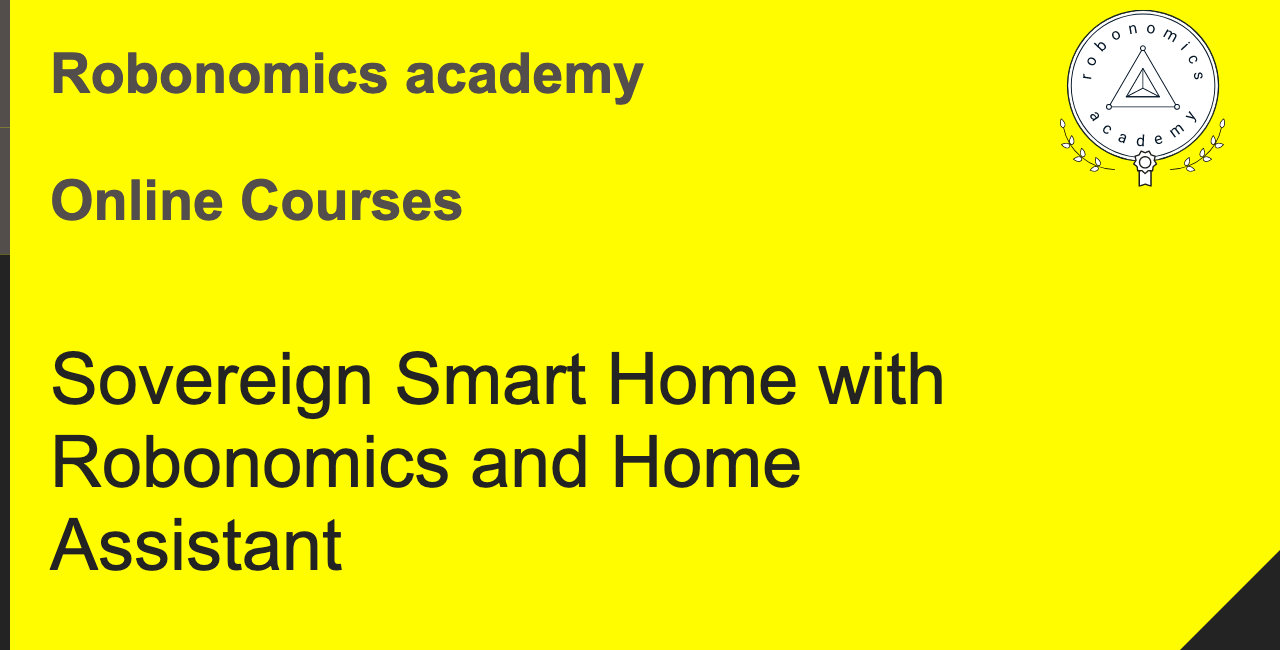 Robonomics academy
robonomics
academy
Online Courses
Sovereign Smart Home with
Robonomics and Home
Assistant